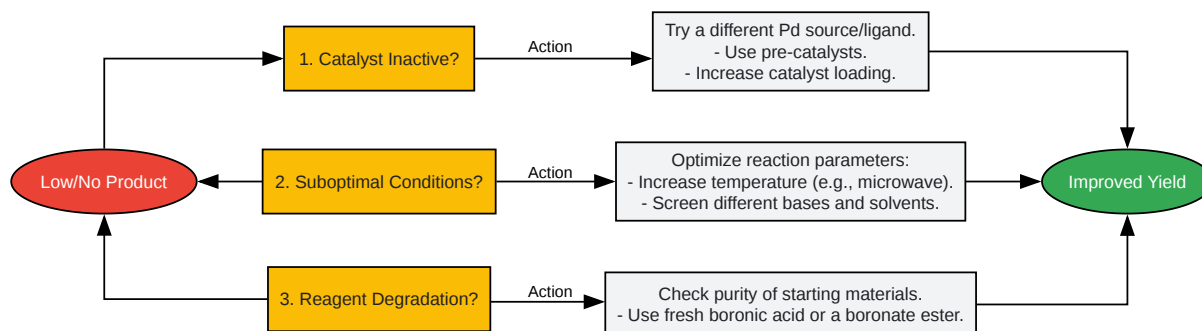 Low/No Product
1. Catalyst Inactive?
Action
Try a different Pd source/ligand.
- Use pre-catalysts.
- Increase catalyst loading.
2. Suboptimal Conditions?
Action
Optimize reaction parameters:
- Increase temperature (e.g., microwave).
- Screen different bases and solvents.
3. Reagent Degradation?
Action
Check purity of starting materials.
- Use fresh boronic acid or a boronate ester.
Improved Yield